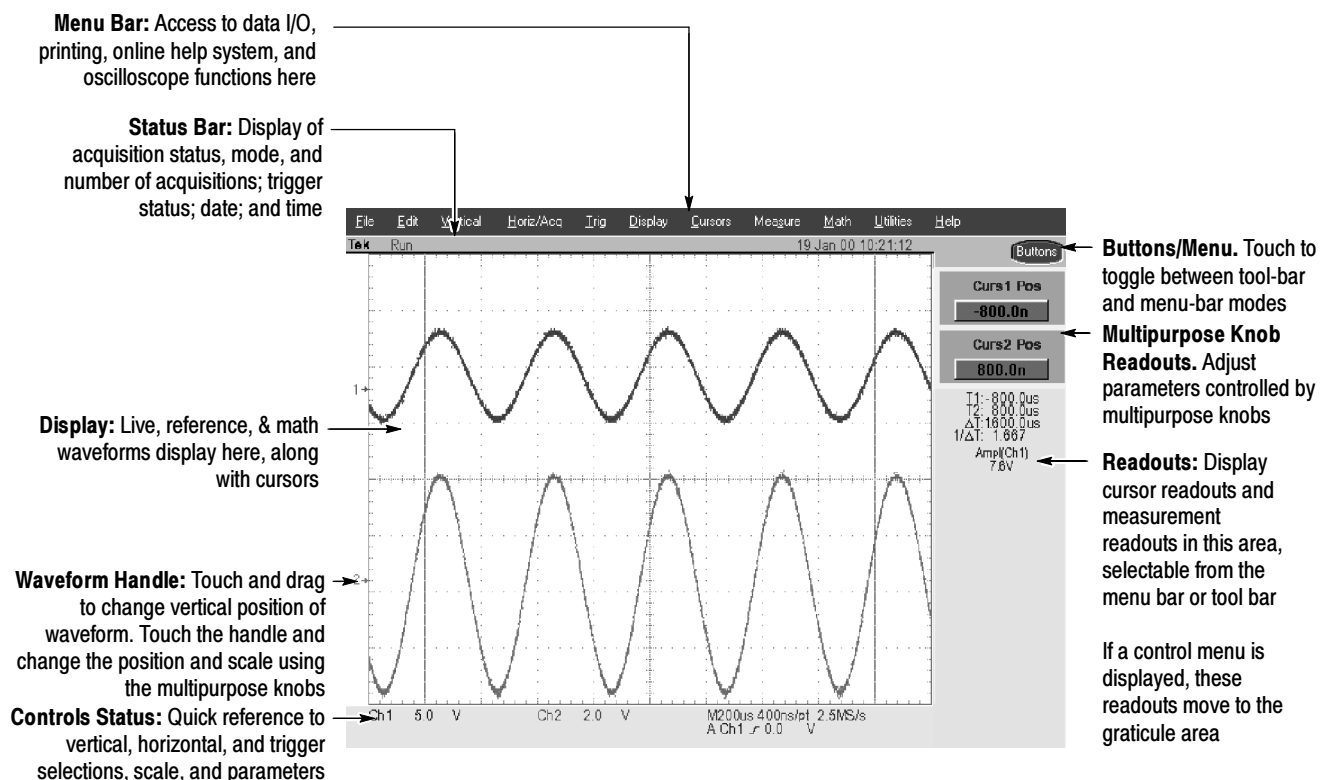 Menu Bar: Access to data I/O,
printing, online help system, and
oscilloscope functions here
Status Bar: Display of
acquisition status, mode, and
number of acquisitions; trigger
status; date; and time
File Edit Vertical Horiz/Acq Trig Display Cursors Measure Math Utilities Help
Tek Run 19 Jan 00 10:21:12
Buttons
Curs1 Pos
-800.0n
Curs2 Pos
800.0n
T1:-800.0us
T2: 800.0us
ΔT:1600.0us
1/ΔT: 1.667
Ampl(Ch1)
7.6V
1
2
Ch1 5.0 V Ch2 2.0 V M200us 400ns/pt 2.5MS/s
A Ch1 0.0 V
Display: Live, reference, & math
waveforms display here, along
with cursors
Waveform Handle: Touch and drag
to change vertical position of
waveform. Touch the handle and
change the position and scale using
the multipurpose knobs
Controls Status: Quick reference to
vertical, horizontal, and trigger
selections, scale, and parameters
Buttons/Menu. Touch to
toggle between tool-bar
and menu-bar modes
Multipurpose Knob
Readouts. Adjust
parameters controlled by
multipurpose knobs
Readouts: Display
cursor readouts and
measurement
readouts in this area,
selectable from the
menu bar or tool bar
If a control menu is
displayed, these
readouts move to the
graticule area